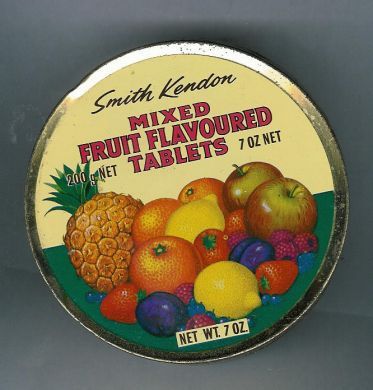 Smith Kendon
MIXED
FRUIT FLAVOURED
TABLETS
200 g NET
7 OZ NET
NET WT. 7 OZ.